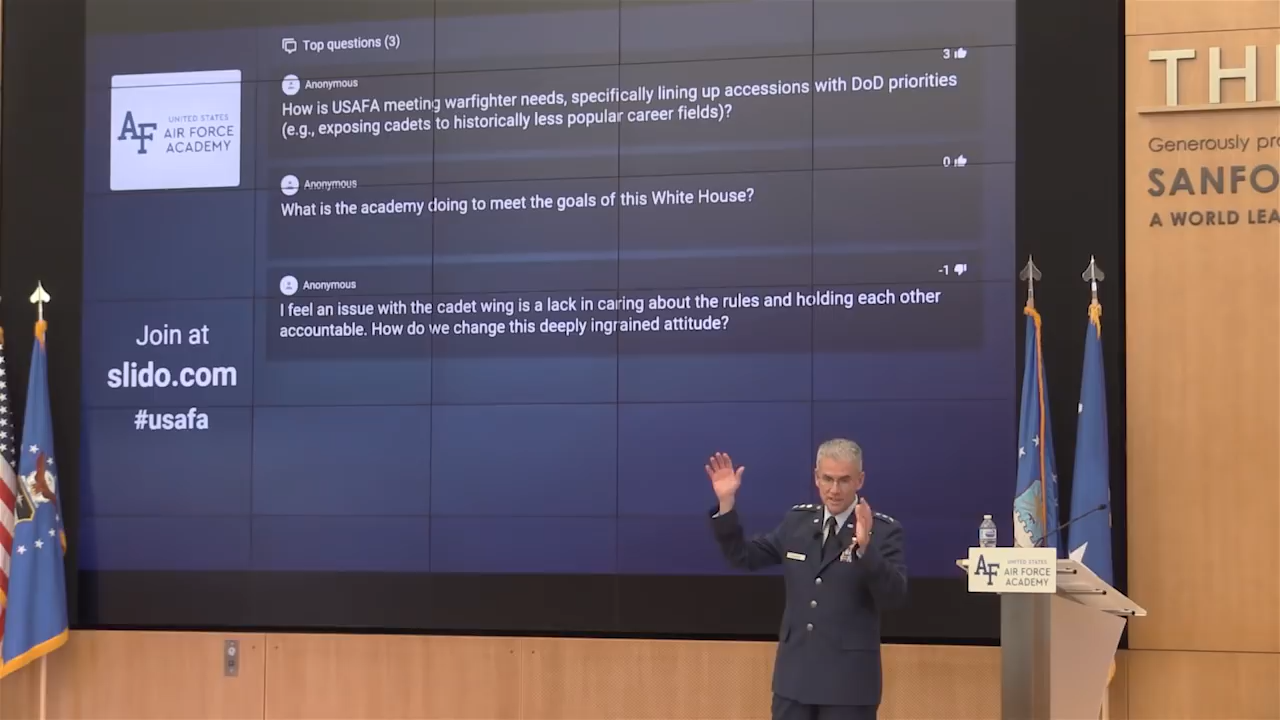 Top questions (3)
3
Anonymous
How is USAFA meeting warfighter needs, specifically lining up accessions with DoD priorities
(e.g., exposing cadets to historically less popular career fields)?
0
Anonymous
What is the academy doing to meet the goals of this White House?
-1
Anonymous
I feel an issue with the cadet wing is a lack in caring about the rules and holding each other
accountable. How do we change this deeply ingrained attitude?
AF
UNITED STATES
AIR FORCE
ACADEMY
Join at
slido.com
#usafa
TH
Generously pr
SANFO
A WORLD LEA
AF
UNITED STATES
AIR FORCE
ACADEMY